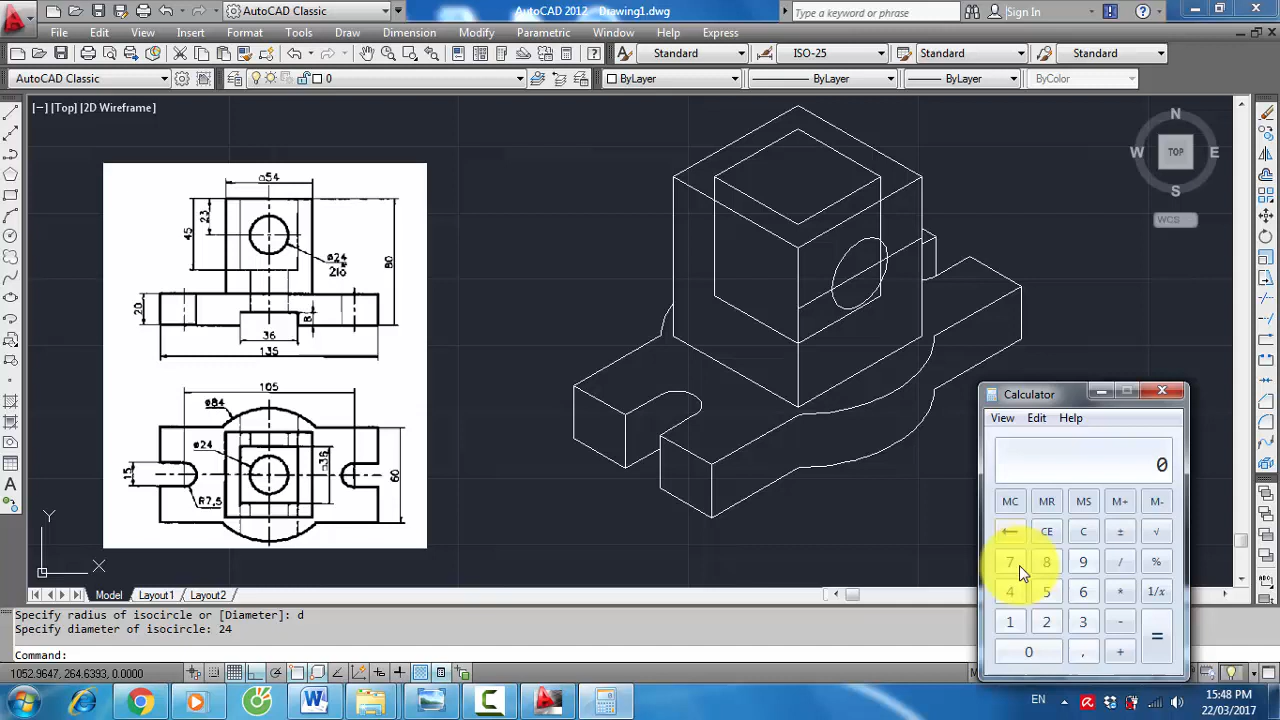 AutoCAD Classic
AutoCAD 2012 Drawing1.dwg
Type a keyword or phrase
Sign In
File Edit View Insert Format Tools Draw Dimension Modify Parametric Window Help Express
Standard ISO-25 Standard Standard
AutoCAD Classic 0 ByLayer ByLayer ByLayer ByColor
[−] [Top] [2D Wireframe]
N
W TOP E
S
WCS
▫54
23
45
ø24
80
20
8
36
135
105
ø84
ø24
▫36
15
60
R7,5
Y
X
Calculator
View Edit Help
0
MC MR MS M+ M-
← CE C ± √
7 8 9 / %
4 5 6 * 1/x
1 2 3 - =
0 , +
Model Layout1 Layout2
Specify radius of isocircle or [Diameter]: d
Specify diameter of isocircle: 24
Command:
1052.9647, 264.6393, 0.0000
EN
15:48 PM
22/03/2017